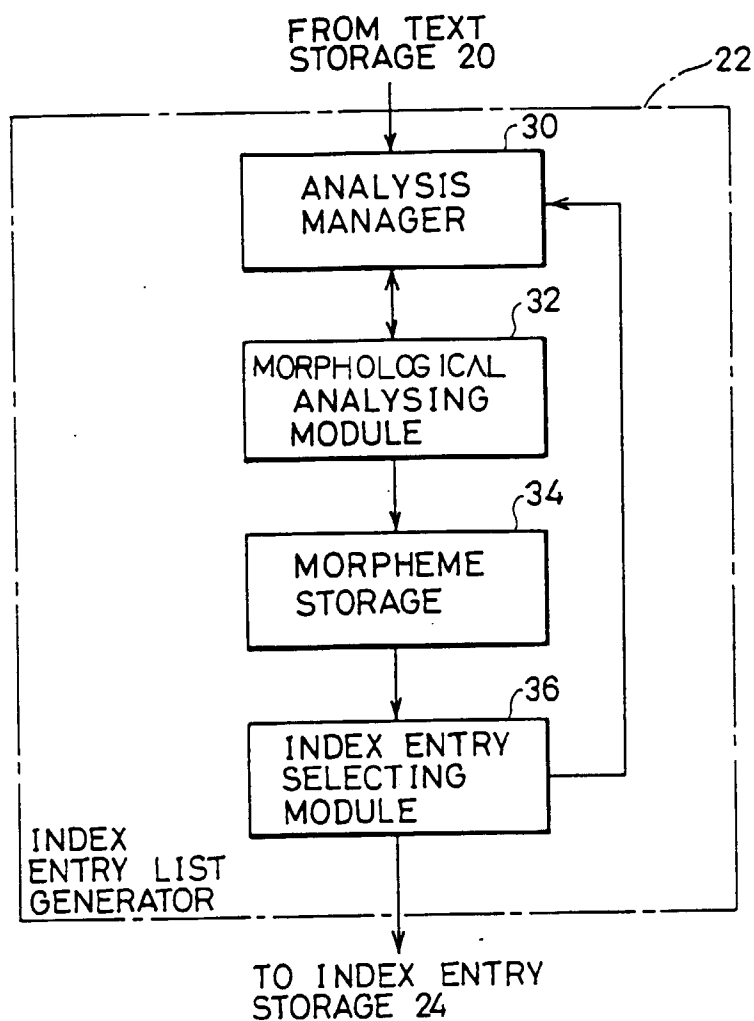 FROM TEXT
STORAGE 20
22
30
ANALYSIS
MANAGER
32
MORPHOLOGICAL
ANALYSING
MODULE
34
MORPHEME
STORAGE
36
INDEX ENTRY
SELECTING
MODULE
INDEX
ENTRY LIST
GENERATOR
TO INDEX ENTRY
STORAGE 24